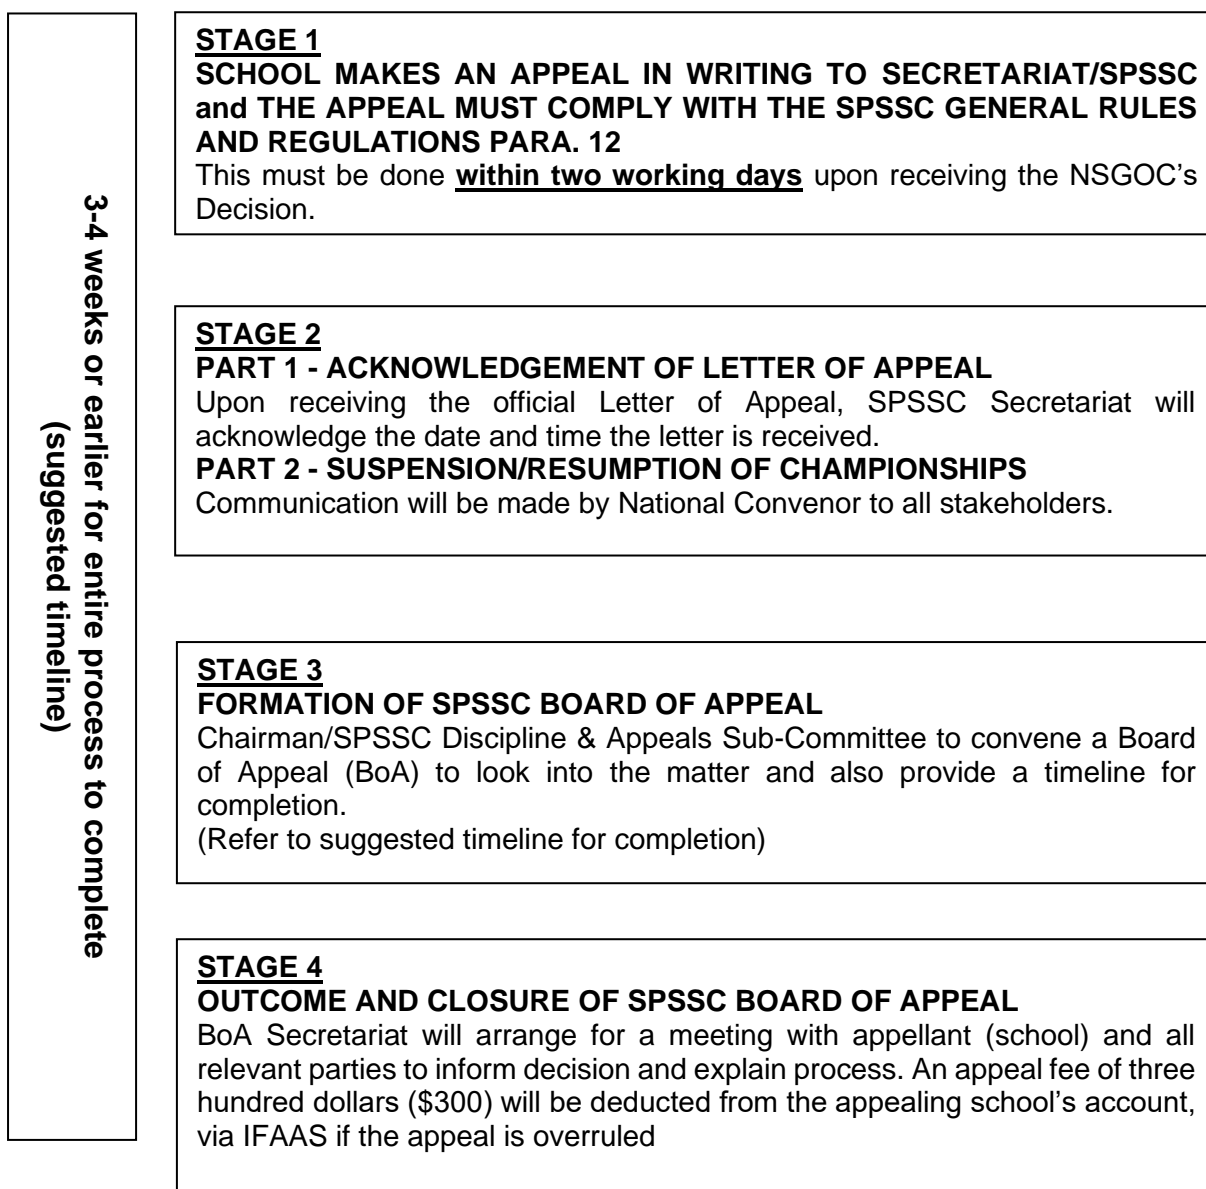 3-4 weeks or earlier for entire process to complete
(suggested timeline)
STAGE 1
SCHOOL MAKES AN APPEAL IN WRITING TO SECRETARIAT/SPSSC
and THE APPEAL MUST COMPLY WITH THE SPSSC GENERAL RULES
AND REGULATIONS PARA. 12
This must be done within two working days upon receiving the NSGOC’s
Decision.
STAGE 2
PART 1 - ACKNOWLEDGEMENT OF LETTER OF APPEAL
Upon receiving the official Letter of Appeal, SPSSC Secretariat will
acknowledge the date and time the letter is received.
PART 2 - SUSPENSION/RESUMPTION OF CHAMPIONSHIPS
Communication will be made by National Convenor to all stakeholders.
STAGE 3
FORMATION OF SPSSC BOARD OF APPEAL
Chairman/SPSSC Discipline & Appeals Sub-Committee to convene a Board
of Appeal (BoA) to look into the matter and also provide a timeline for
completion.
(Refer to suggested timeline for completion)
STAGE 4
OUTCOME AND CLOSURE OF SPSSC BOARD OF APPEAL
BoA Secretariat will arrange for a meeting with appellant (school) and all
relevant parties to inform decision and explain process. An appeal fee of three
hundred dollars ($300) will be deducted from the appealing school’s account,
via IFAAS if the appeal is overruled